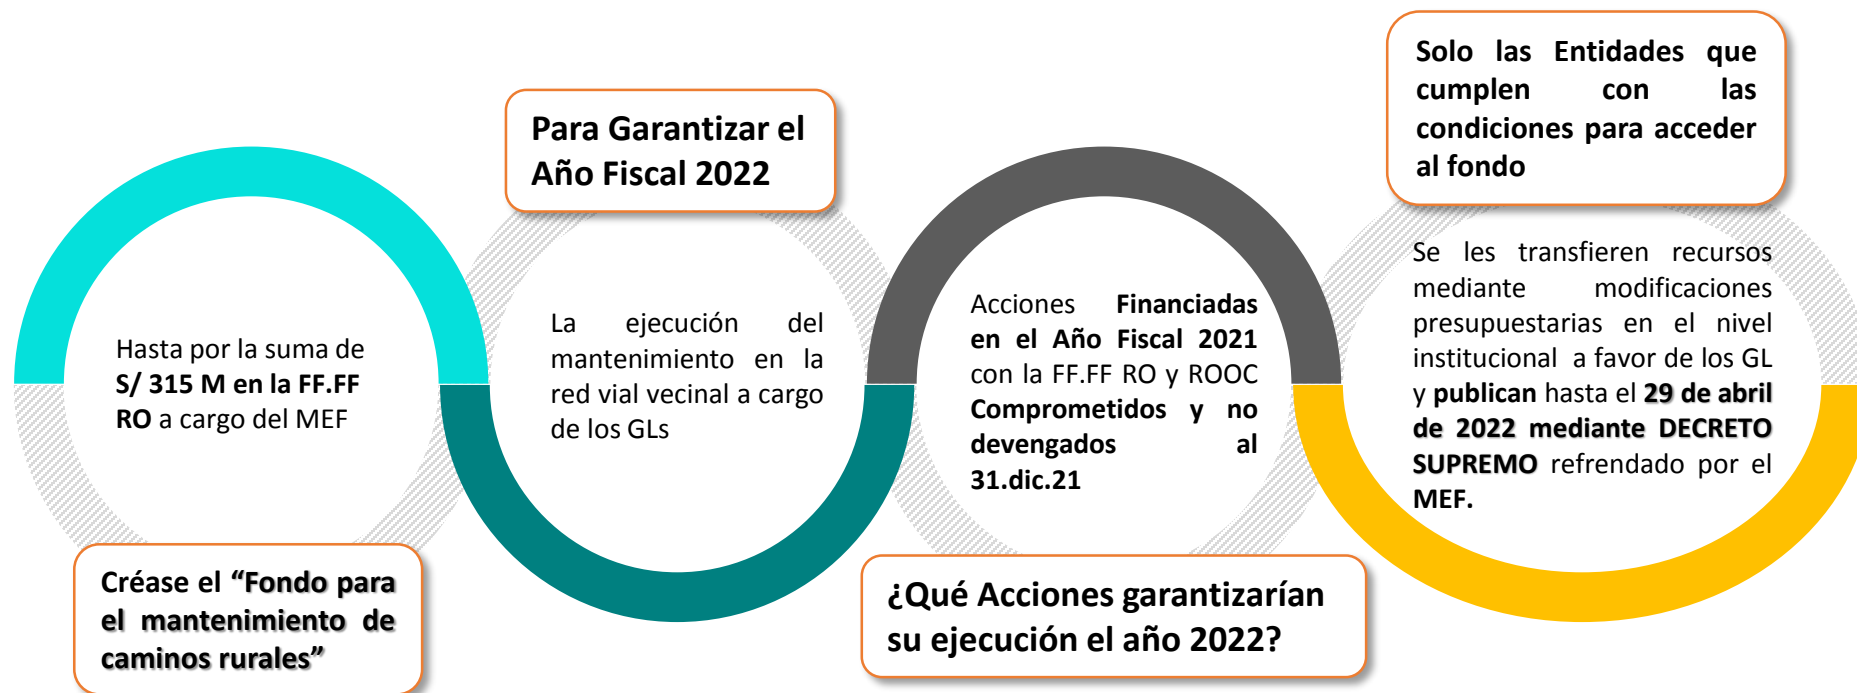 Hasta por la suma de
S/ 315 M en la FF.FF
RO a cargo del MEF
Créase el “Fondo para
el mantenimiento de
caminos rurales”
Para Garantizar el
Año Fiscal 2022
La ejecución del
mantenimiento en la
red vial vecinal a cargo
de los GLs
Acciones Financiadas
en el Año Fiscal 2021
con la FF.FF RO y ROOC
Comprometidos y no
devengados al
31.dic.21
¿Qué Acciones garantizarían
su ejecución el año 2022?
Solo las Entidades que
cumplen con las
condiciones para acceder
al fondo
Se les transfieren recursos
mediante modificaciones
presupuestarias en el nivel
institucional a favor de los GL
y publican hasta el 29 de abril
de 2022 mediante DECRETO
SUPREMO refrendado por el
MEF.